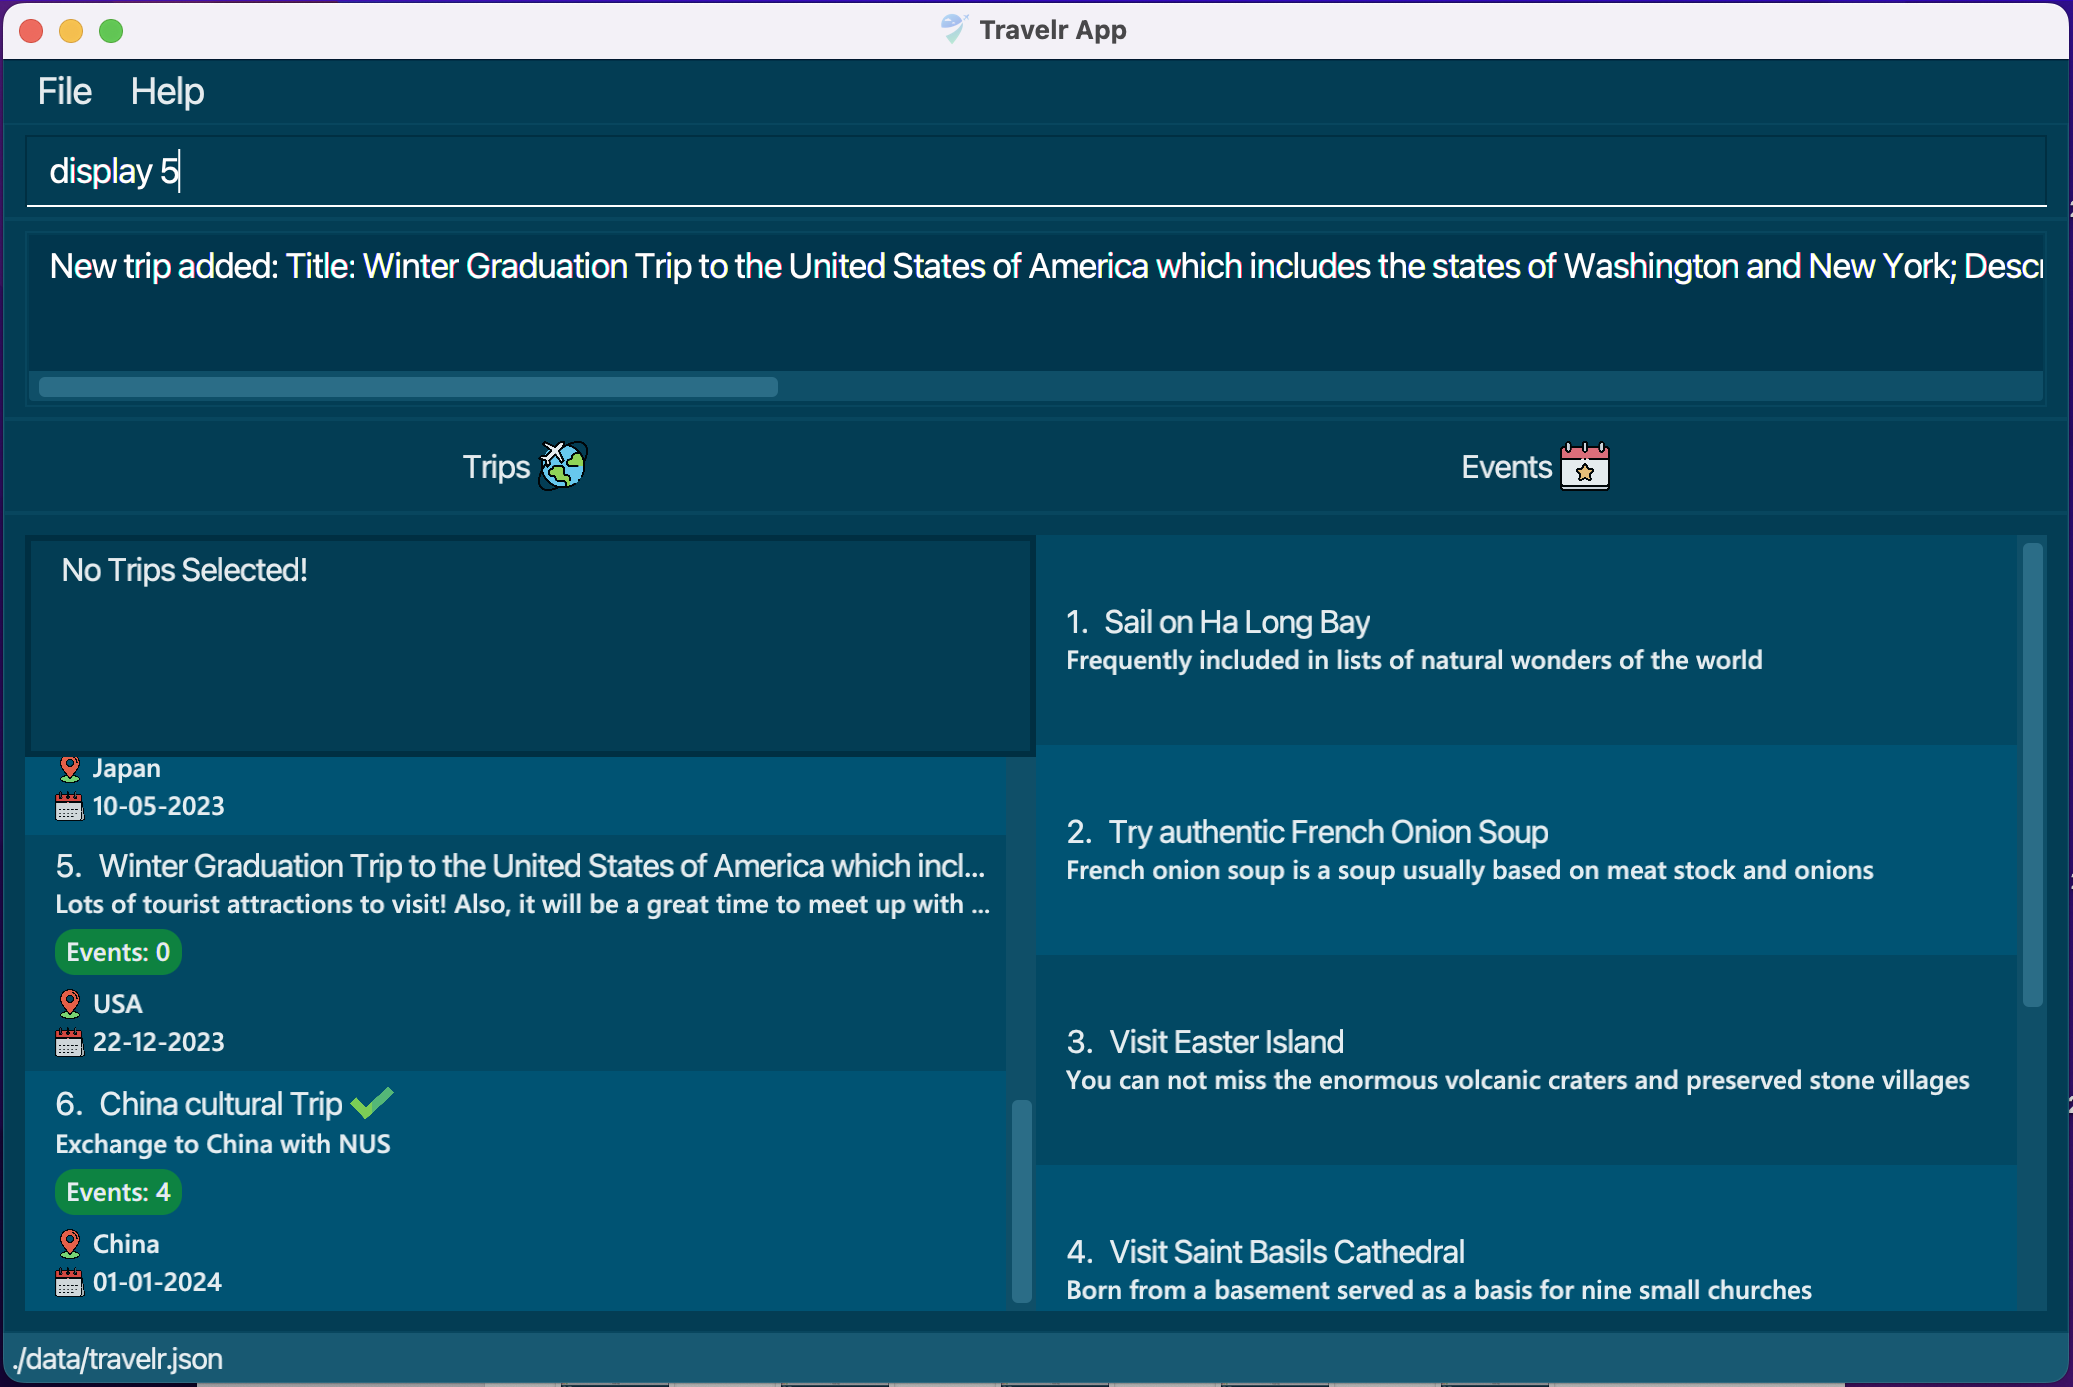 Travelr App
File Help
display 5
New trip added: Title: Winter Graduation Trip to the United States of America which includes the states of Washington and New York; Descr
Trips
Events
No Trips Selected!
Japan
10-05-2023
5. Winter Graduation Trip to the United States of America which incl...
Lots of tourist attractions to visit! Also, it will be a great time to meet up with ...
Events: 0
USA
22-12-2023
6. China cultural Trip
Exchange to China with NUS
Events: 4
China
01-01-2024
1. Sail on Ha Long Bay
Frequently included in lists of natural wonders of the world
2. Try authentic French Onion Soup
French onion soup is a soup usually based on meat stock and onions
3. Visit Easter Island
You can not miss the enormous volcanic craters and preserved stone villages
4. Visit Saint Basils Cathedral
Born from a basement served as a basis for nine small churches
./data/travelr.json